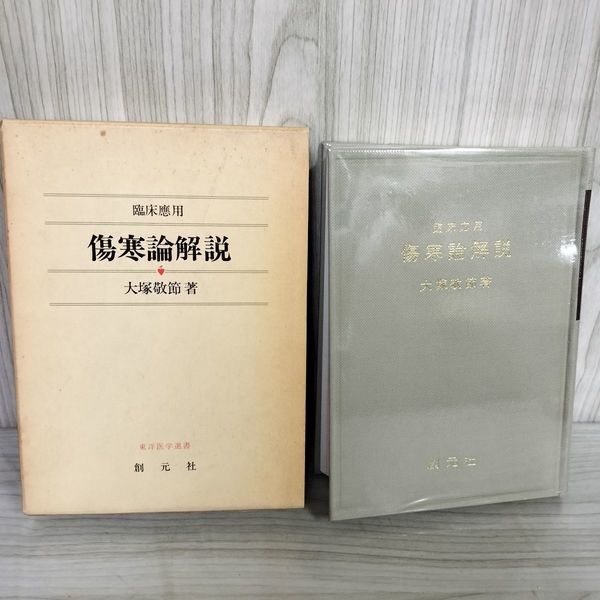 臨床應用
傷寒論解説
大塚敬節 著
東洋医学選書
創元社
臨床応用
傷寒論解説
大塚敬節著
創元社